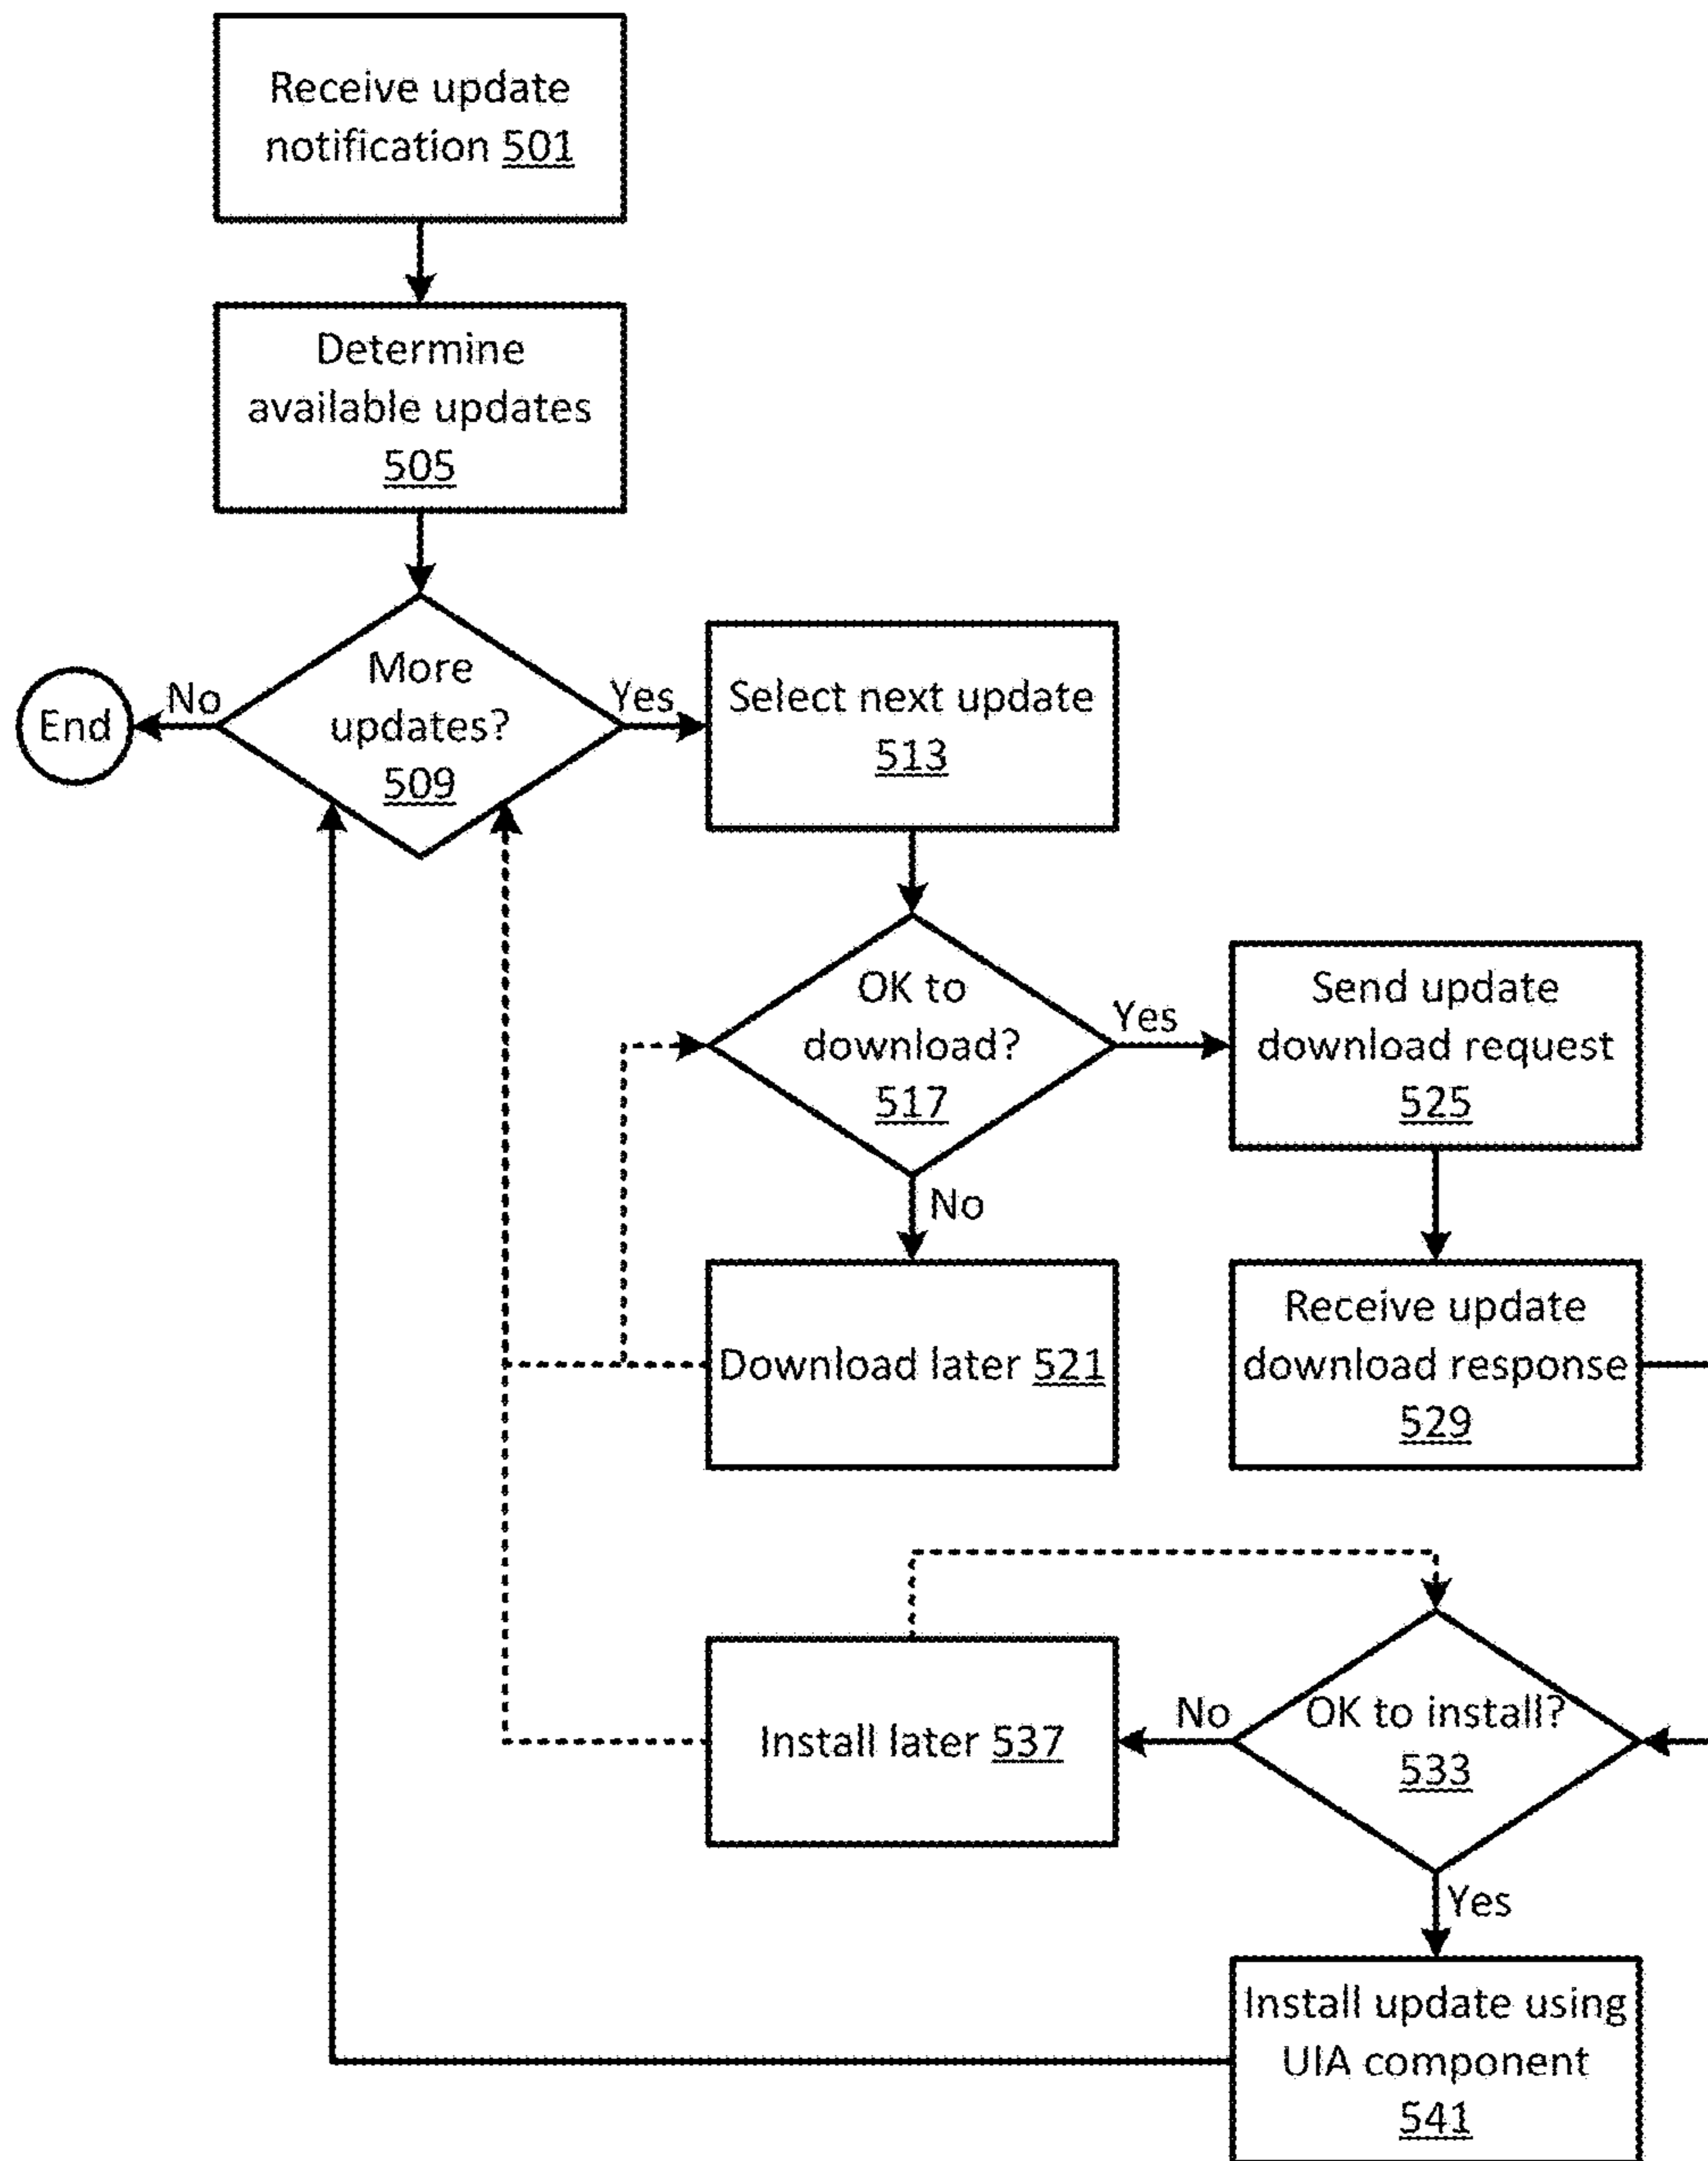 Receive update
notification 501
Determine
available updates
505
More
updates?
509
No
End
Yes
Select next update
513
OK to
download?
517
Yes
Send update
download request
525
No
Download later 521
Receive update
download response
529
OK to install?
533
No
Install later 537
Yes
Install update using
UIA component
541